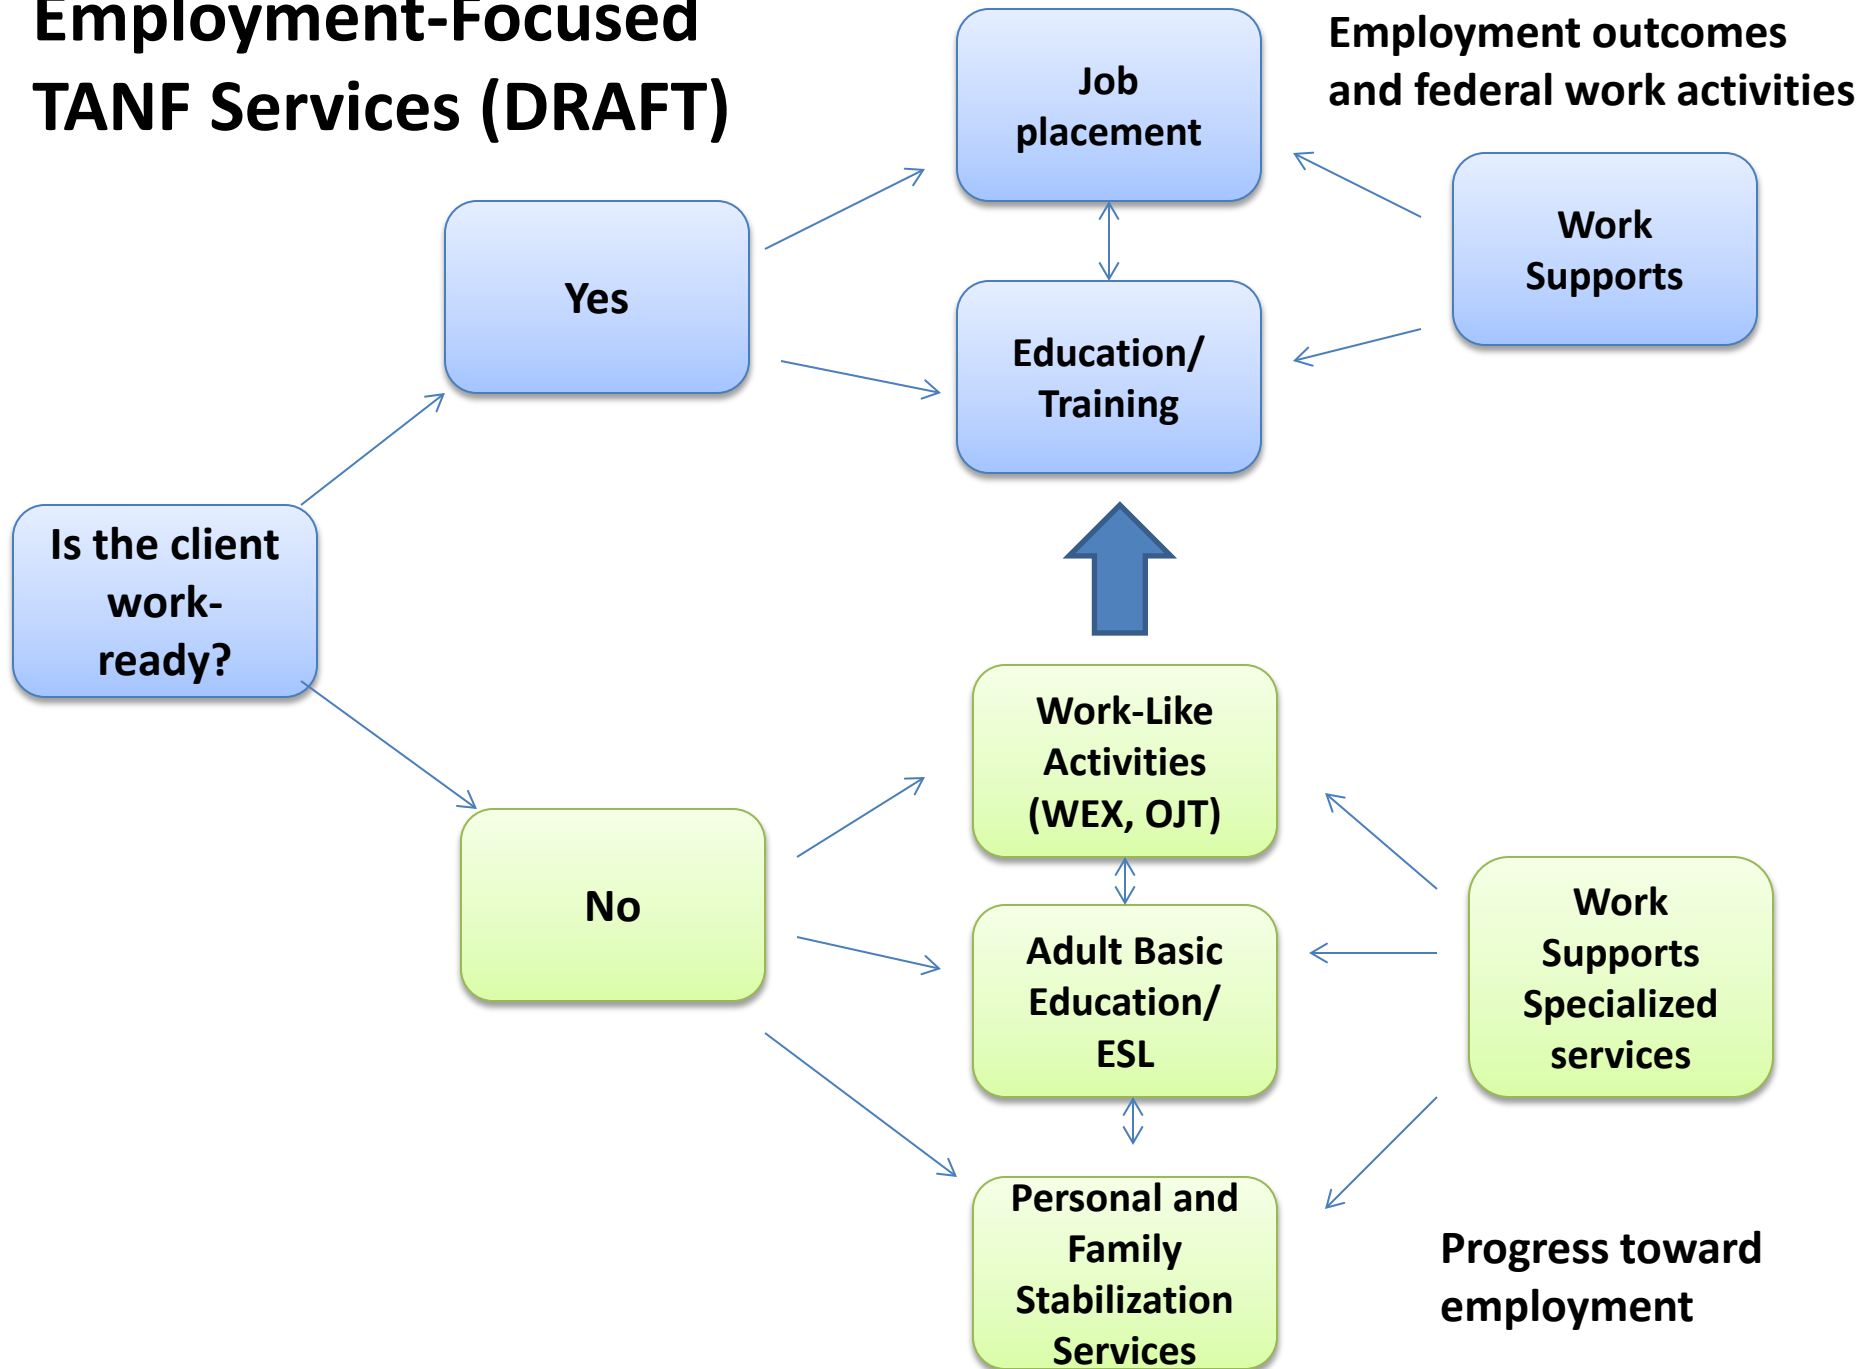 Employment-Focused
TANF Services (DRAFT)
Job
placement
Employment outcomes
and federal work activities
Work
Supports
Yes
Education/
Training
Is the client
work-
ready?
Work-Like
Activities
(WEX, OJT)
No
Adult Basic
Education/
ESL
Work
Supports
Specialized
services
Personal and
Family
Stabilization
Services
Progress toward
employment